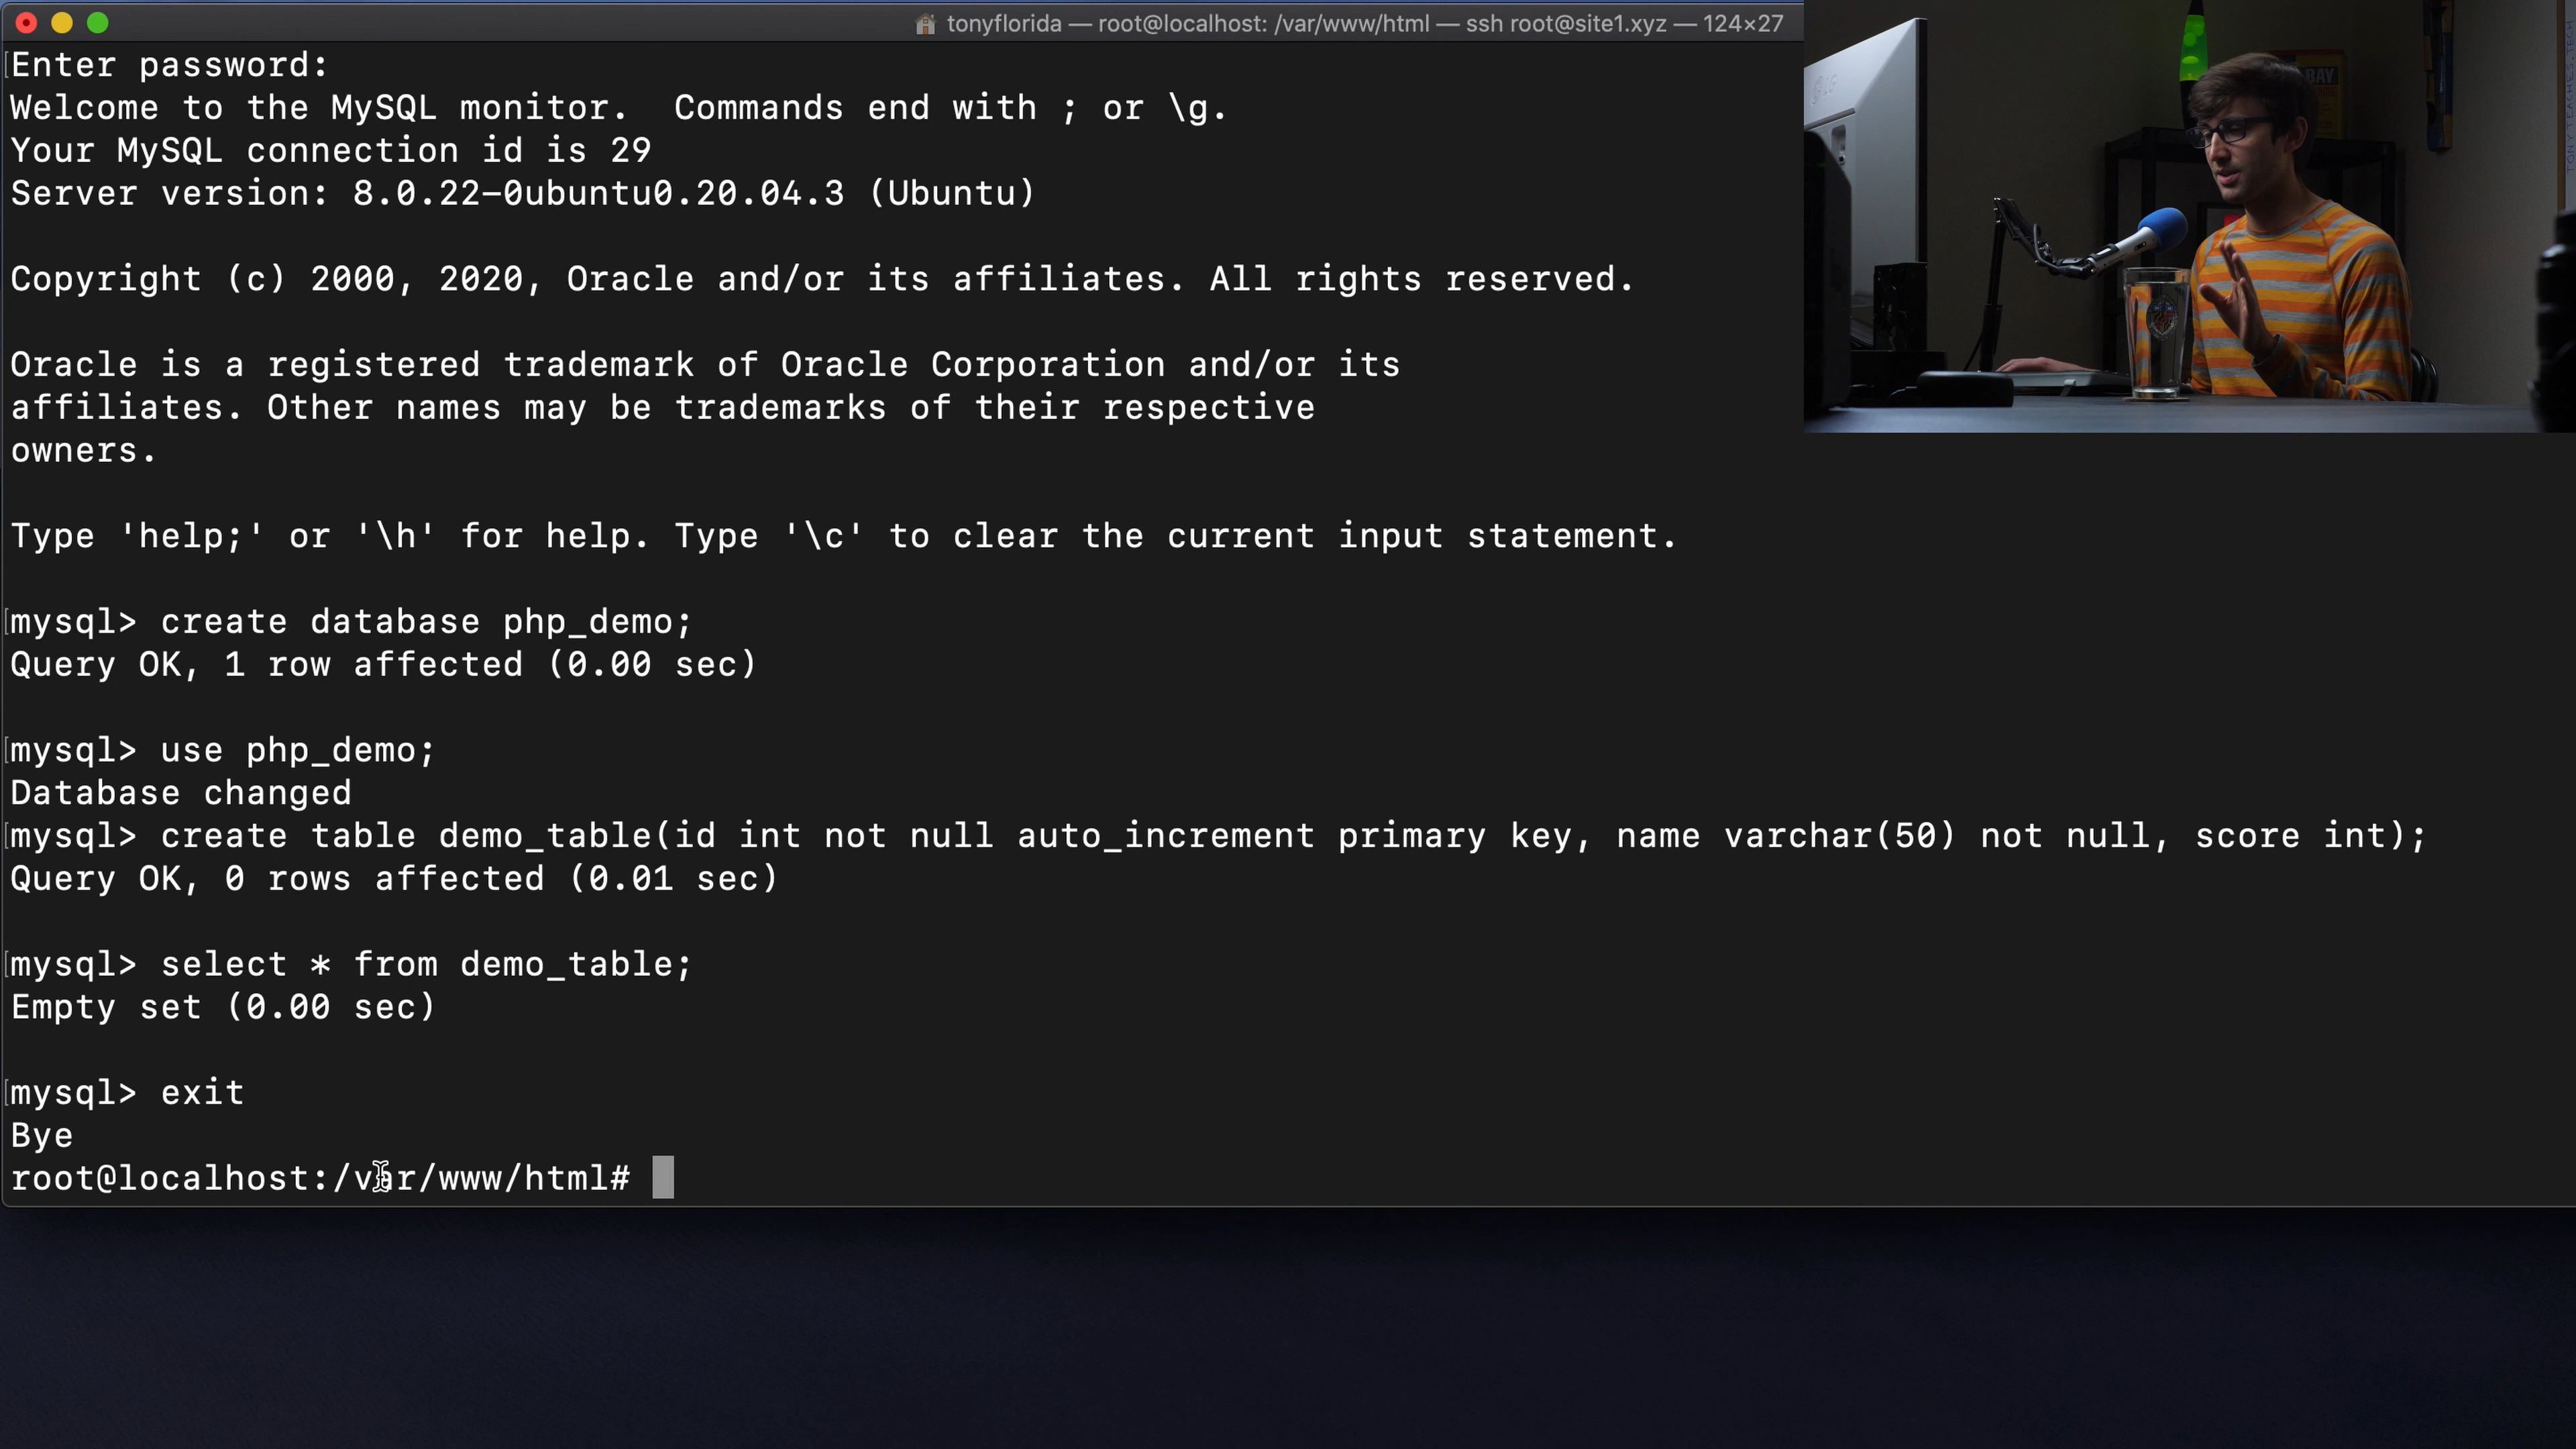 tonyflorida — root@localhost: /var/www/html — ssh root@site1.xyz — 124×27
Enter password:
Welcome to the MySQL monitor.  Commands end with ; or \g.
Your MySQL connection id is 29
Server version: 8.0.22-0ubuntu0.20.04.3 (Ubuntu)
Copyright (c) 2000, 2020, Oracle and/or its affiliates. All rights reserved.
Oracle is a registered trademark of Oracle Corporation and/or its
affiliates. Other names may be trademarks of their respective
owners.
Type 'help;' or '\h' for help. Type '\c' to clear the current input statement.
mysql> create database php_demo;
Query OK, 1 row affected (0.00 sec)
mysql> use php_demo;
Database changed
mysql> create table demo_table(id int not null auto_increment primary key, name varchar(50) not null, score int);
Query OK, 0 rows affected (0.01 sec)
mysql> select * from demo_table;
Empty set (0.00 sec)
mysql> exit
Bye
root@localhost:/var/www/html#
LG
BAY